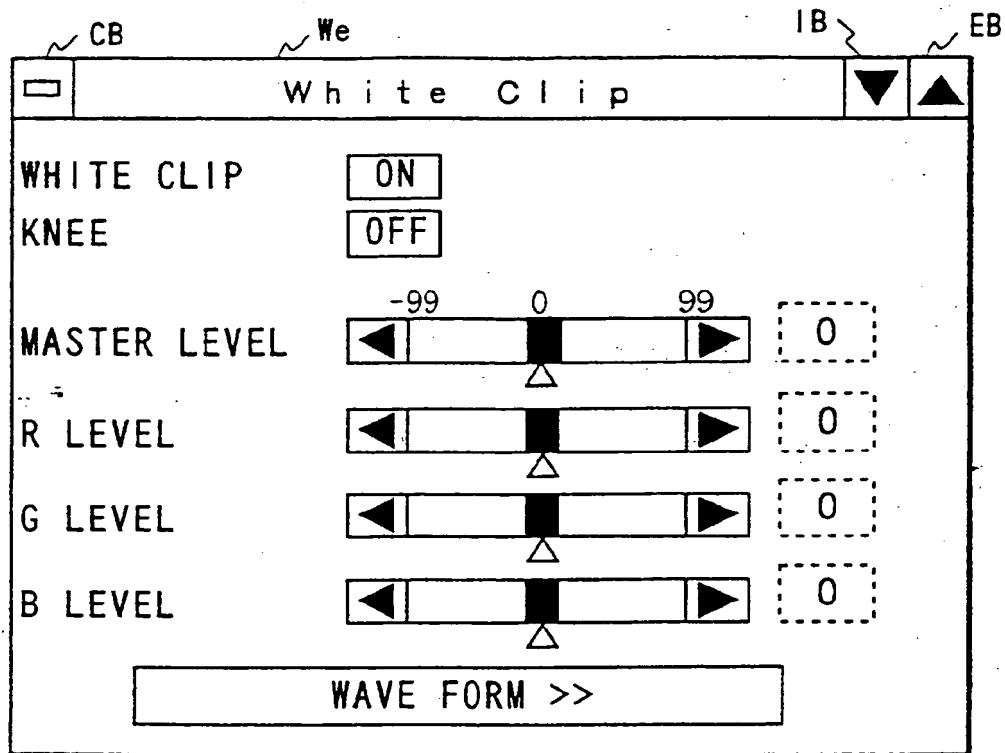 CB We IB EB
White Clip
WHITE CLIP ON
KNEE OFF
-99 0 99
MASTER LEVEL 0
R LEVEL 0
G LEVEL 0
B LEVEL 0
WAVE FORM >>